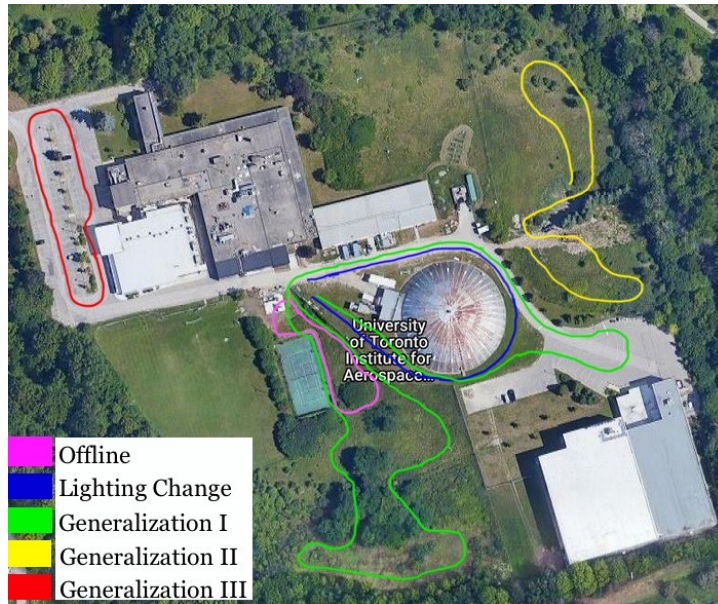 University
of Toronto
Institute for
Aerospace...
Offline
Lighting Change
Generalization I
Generalization II
Generalization III